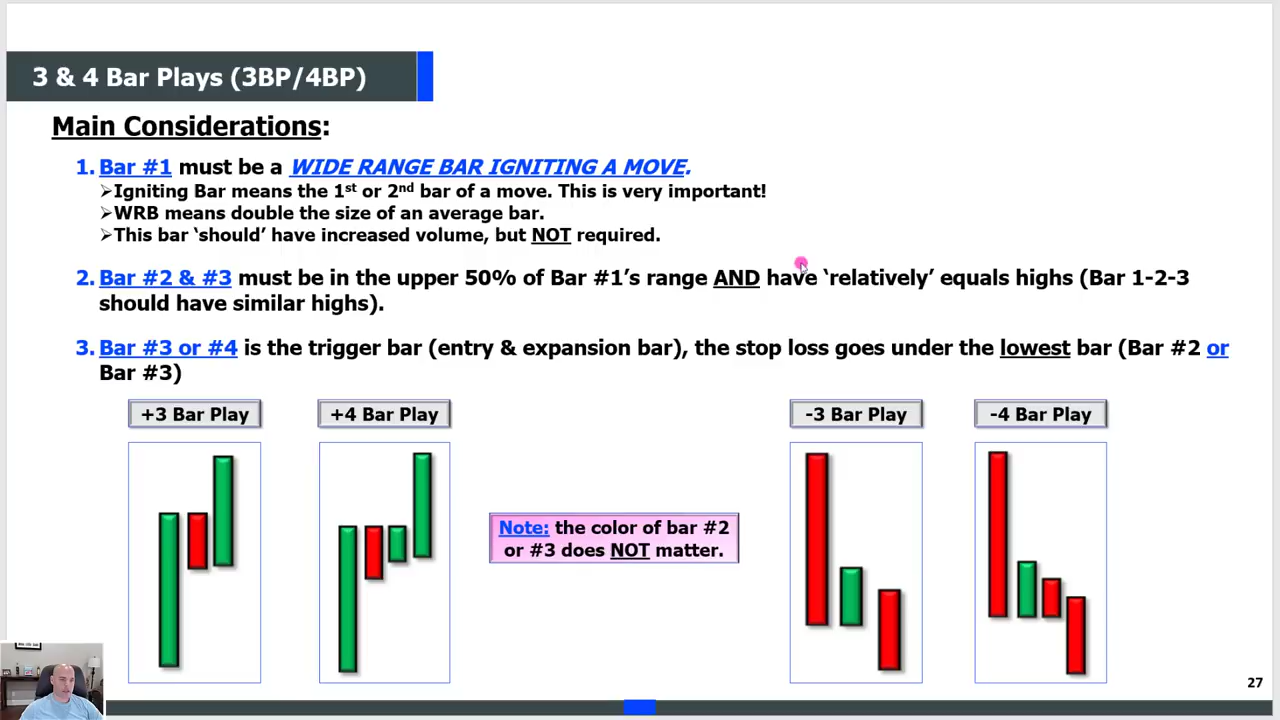 3 & 4 Bar Plays (3BP/4BP)
Main Considerations:
1. Bar #1 must be a WIDE RANGE BAR IGNITING A MOVE.
➢Igniting Bar means the 1st or 2nd bar of a move. This is very important!
➢WRB means double the size of an average bar.
➢This bar ‘should’ have increased volume, but NOT required.
2. Bar #2 & #3 must be in the upper 50% of Bar #1’s range AND have ‘relatively’ equals highs (Bar 1-2-3
should have similar highs).
3. Bar #3 or #4 is the trigger bar (entry & expansion bar), the stop loss goes under the lowest bar (Bar #2 or
Bar #3)
+3 Bar Play
+4 Bar Play
-3 Bar Play
-4 Bar Play
Note: the color of bar #2
or #3 does NOT matter.
27